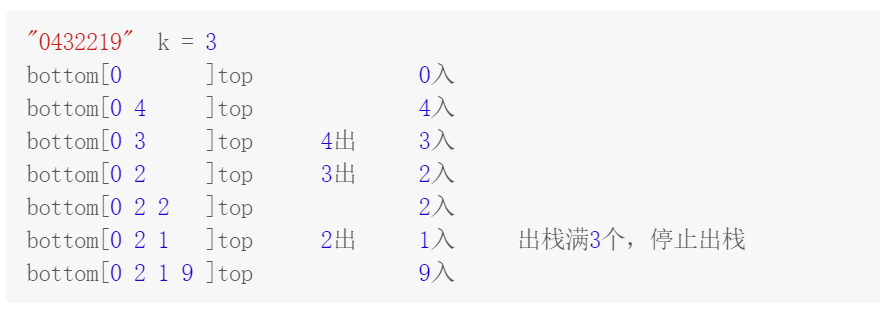 "0432219" k = 3
bottom[0 ]top 0入
bottom[0 4 ]top 4入
bottom[0 3 ]top 4出 3入
bottom[0 2 ]top 3出 2入
bottom[0 2 2 ]top 2入
bottom[0 2 1 ]top 2出 1入 出栈满3个，停止出栈
bottom[0 2 1 9 ]top 9入